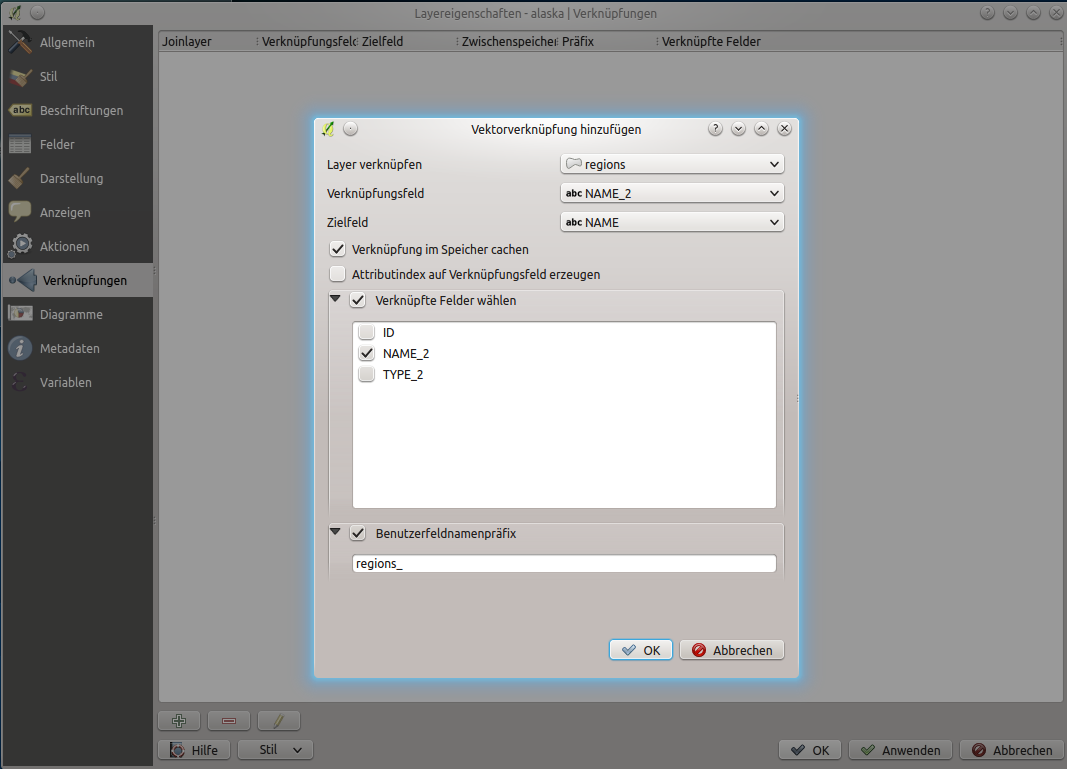 Layereigenschaften - alaska | Verknüpfungen
Allgemein
Stil
abc Beschriftungen
Felder
Darstellung
Anzeigen
Aktionen
Verknüpfungen
Diagramme
Metadaten
Variablen
Joinlayer Verknüpfungsfeld Zielfeld Zwischenspeicher Präfix Verknüpfte Felder
Vektorverknüpfung hinzufügen
Layer verknüpfen regions
Verknüpfungsfeld abc NAME_2
Zielfeld abc NAME
Verknüpfung im Speicher cachen
Attributindex auf Verknüpfungsfeld erzeugen
Verknüpfte Felder wählen
ID
NAME_2
TYPE_2
Benutzerfeldnamenpräfix
regions_
OK Abbrechen
Hilfe Stil OK Anwenden Abbrechen